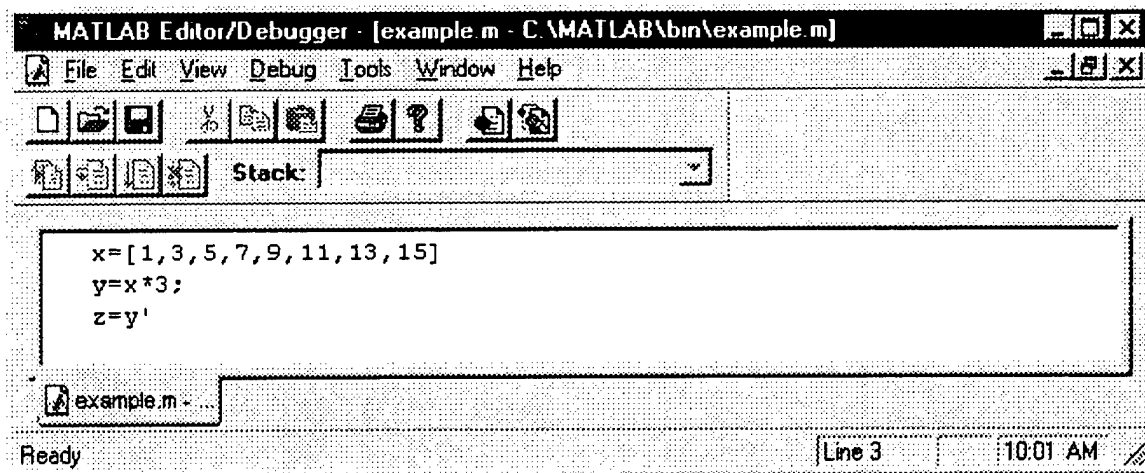 MATLAB Editor/Debugger - [example.m - C:\MATLAB\bin\example.m]
File Edit View Debug Tools Window Help
Stack:
x=[1,3,5,7,9,11,13,15]
y=x*3;
z=y'
example.m - ...
Ready Line 3 10:01 AM